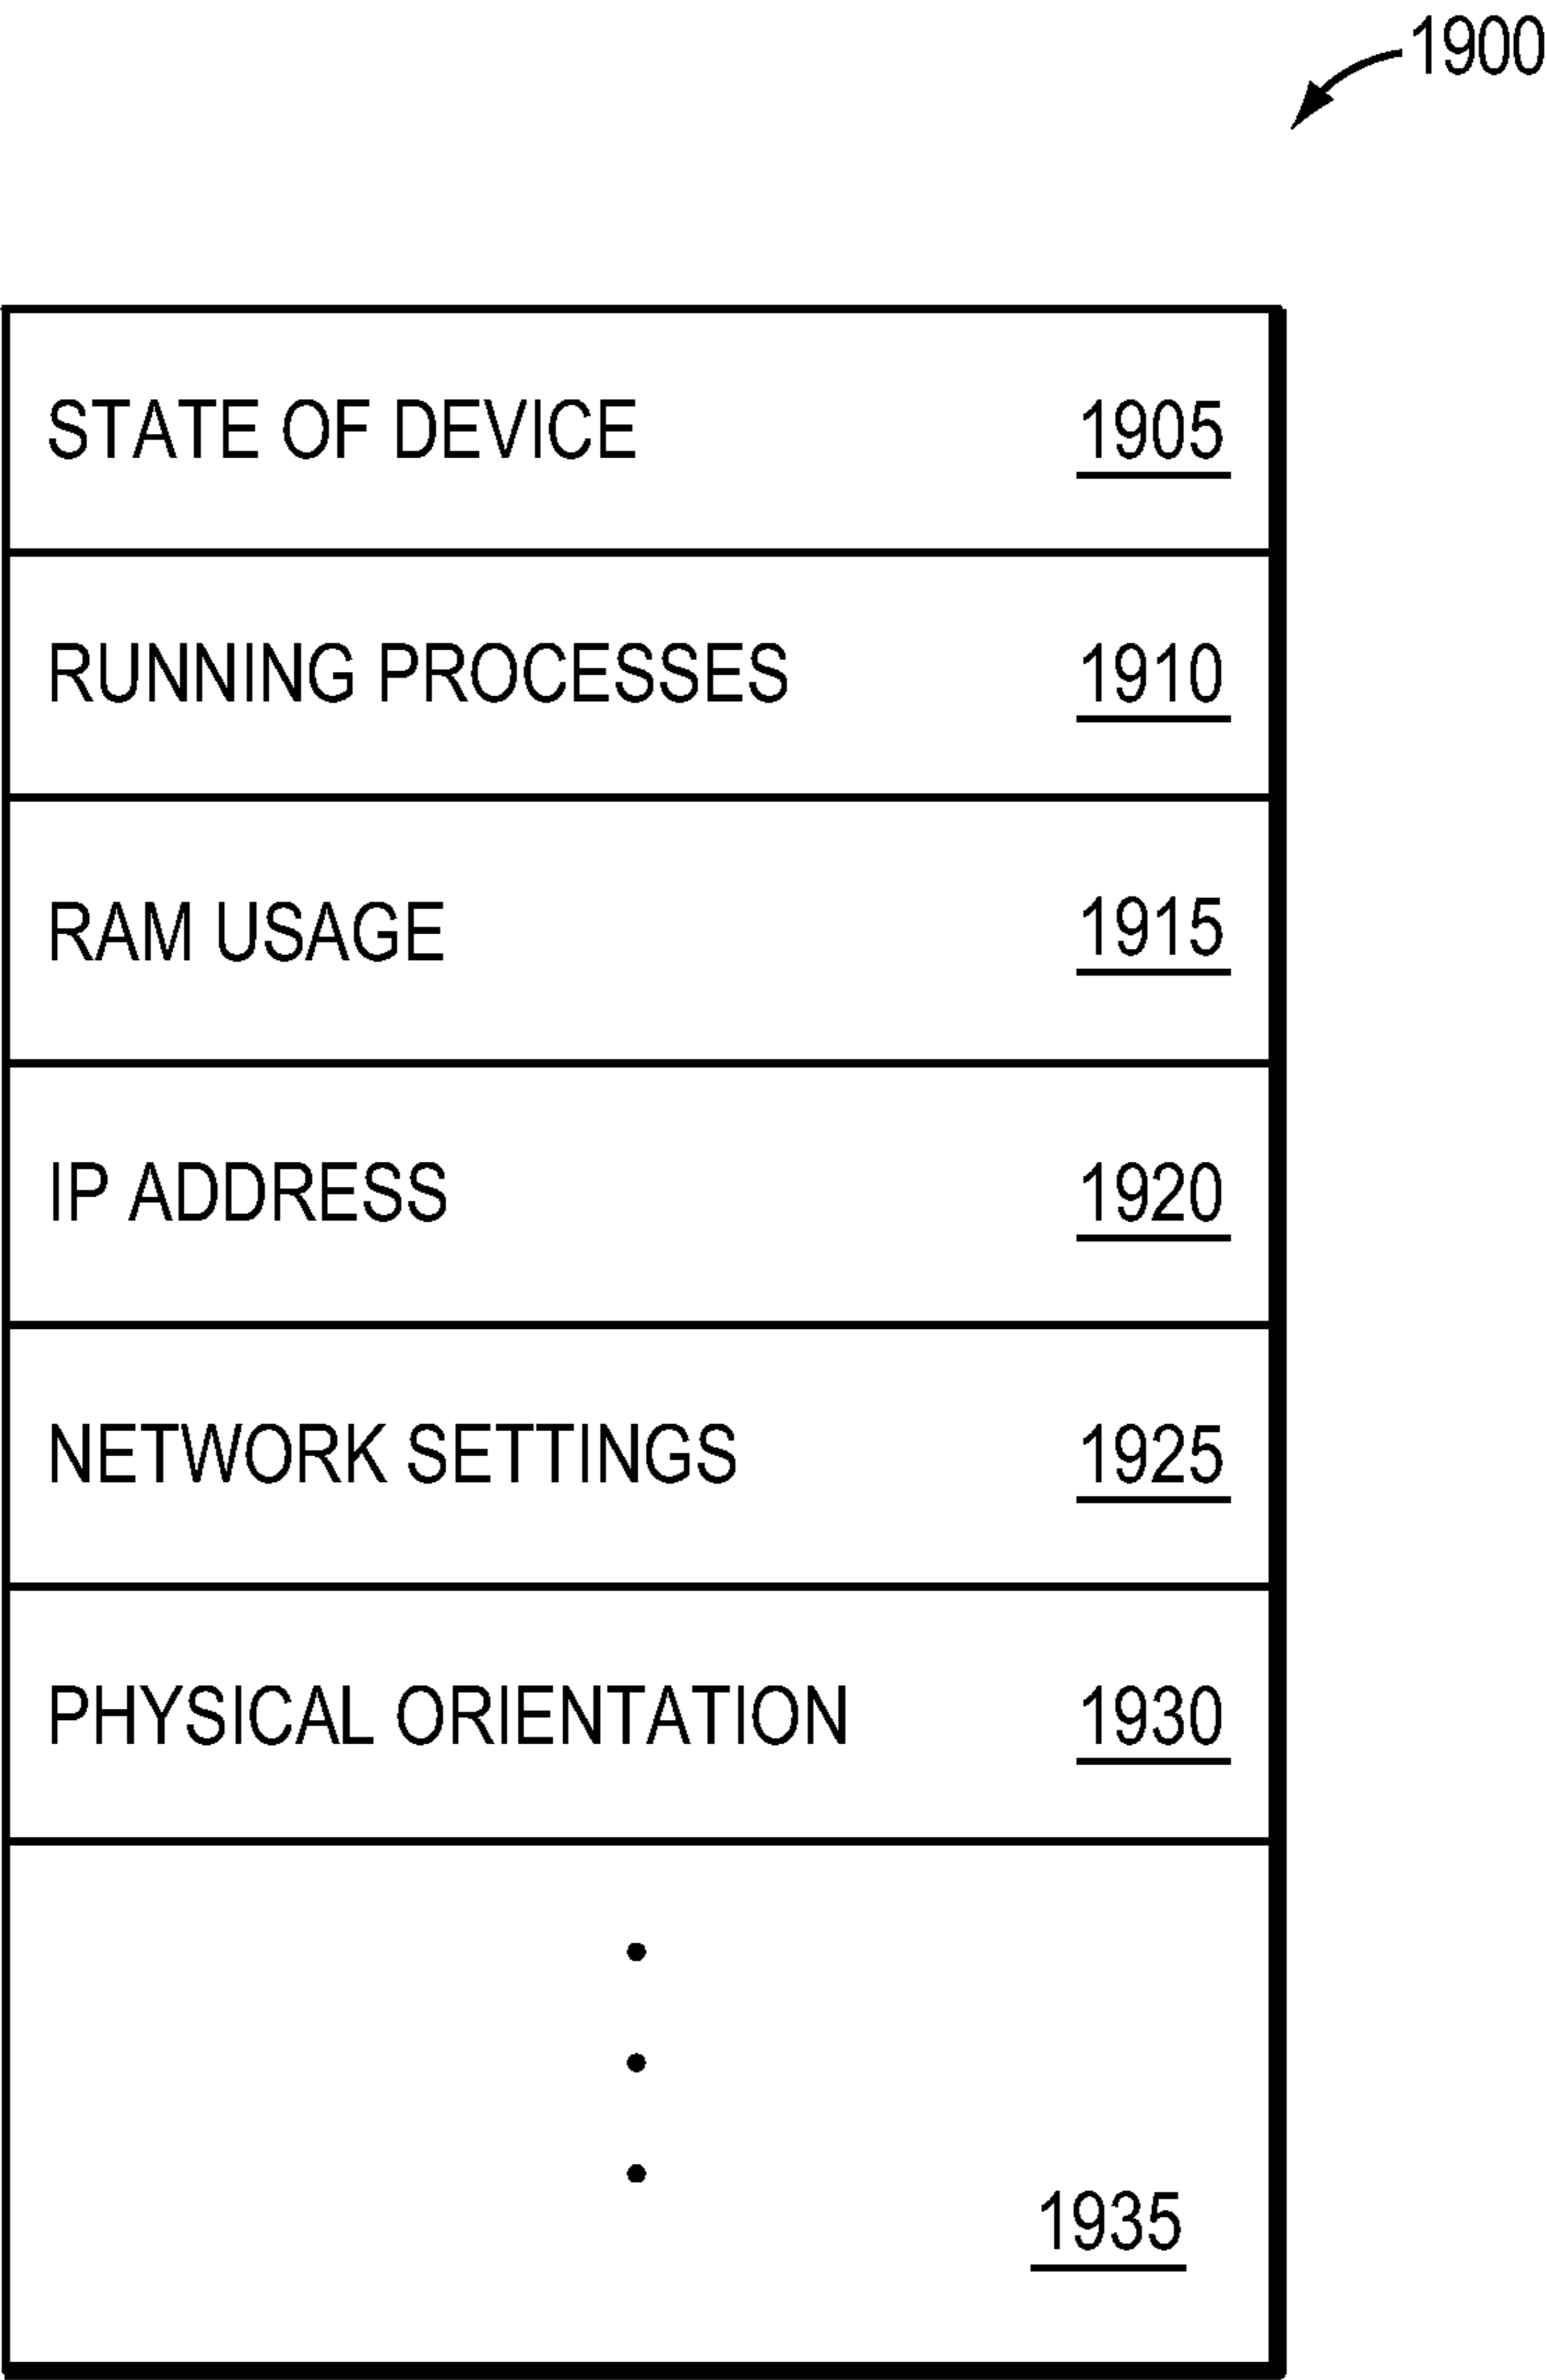 1900
STATE OF DEVICE 1905
RUNNING PROCESSES 1910
RAM USAGE 1915
IP ADDRESS 1920
NETWORK SETTINGS 1925
PHYSICAL ORIENTATION 1930
1935